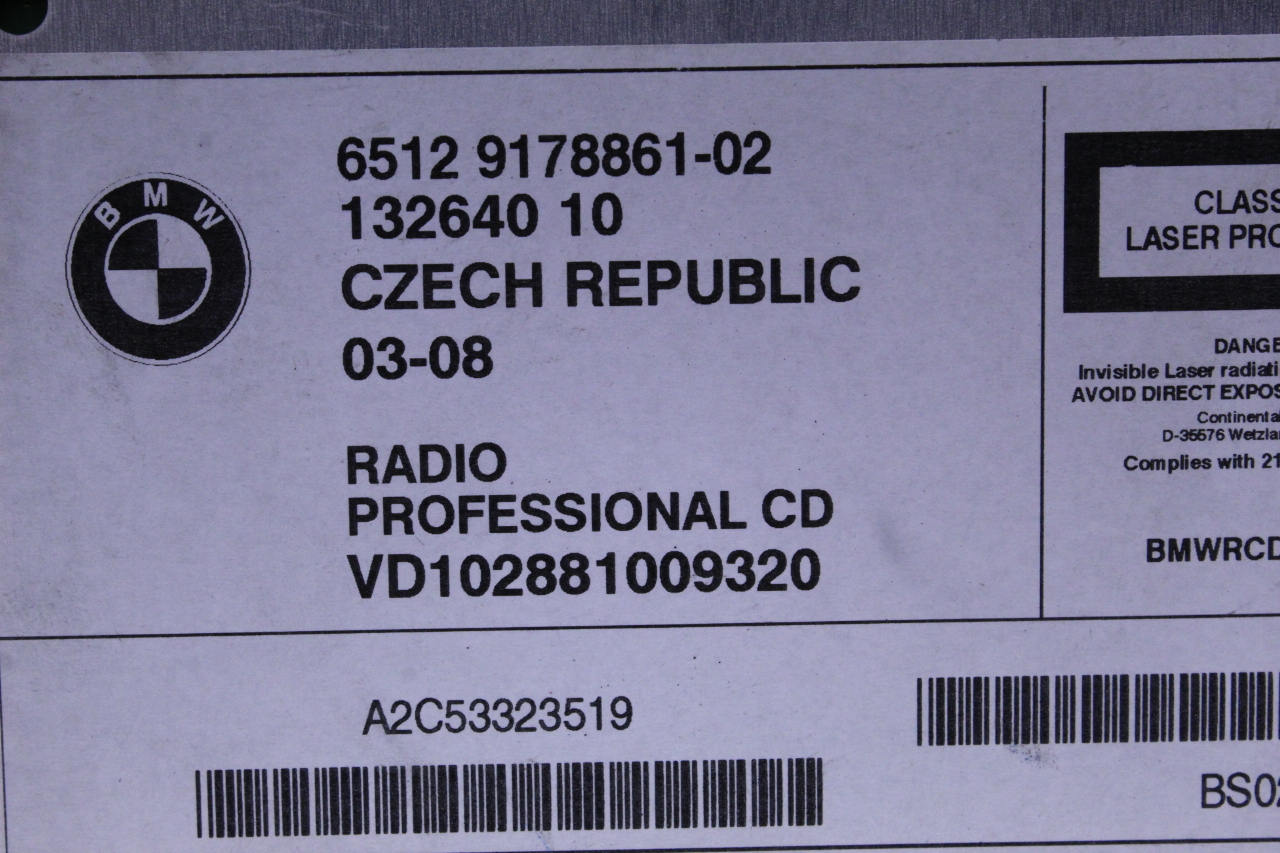 BMW
6512 9178861-02
132640 10
CZECH REPUBLIC
03-08
RADIO
PROFESSIONAL CD
VD102881009320
CLASS
LASER PRO
DANGE
Invisible Laser radiati
AVOID DIRECT EXPOS
Continenta
D-35576 Wetzla
Complies with 21
BMWRCD
A2C53323519
BS02